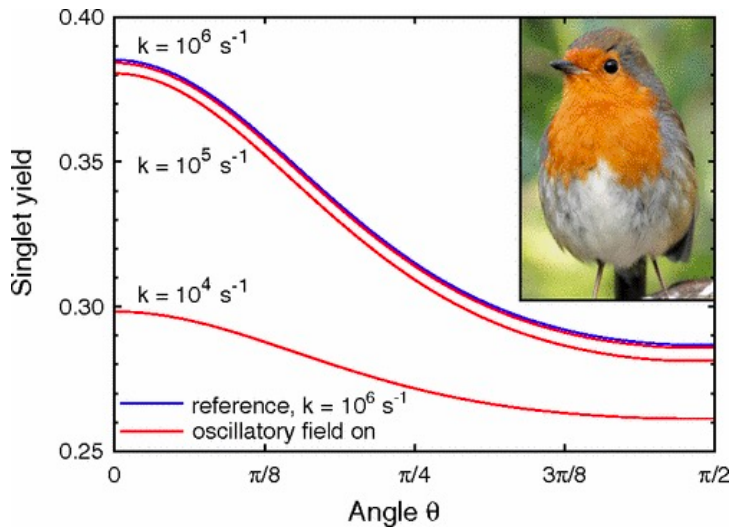 0.40
k = 10⁶ s⁻¹
0.35
k = 10⁵ s⁻¹
Singlet yield
0.30
k = 10⁴ s⁻¹
reference, k = 10⁶ s⁻¹
oscillatory field on
0.25
0 π/8 π/4 3π/8 π/2
Angle θ